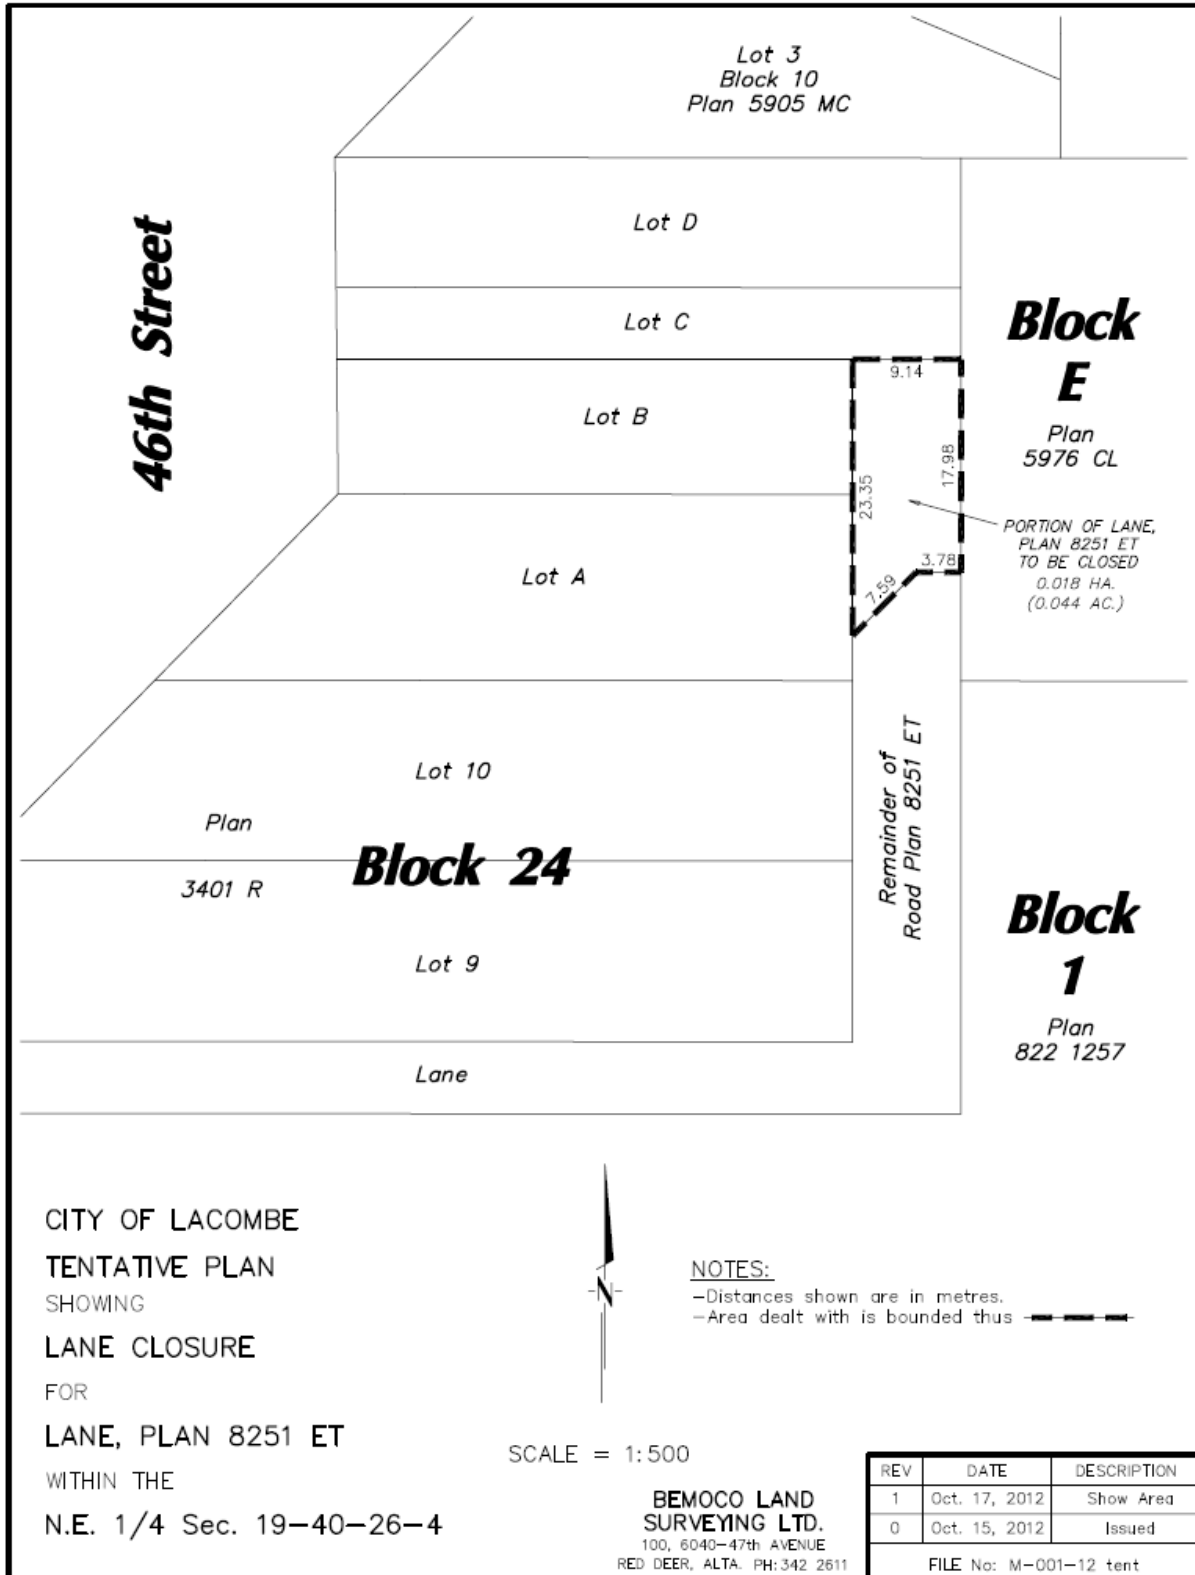 Lot 3
Block 10
Plan 5905 MC
46th Street
Lot D
Lot C
Block
E
Plan
5976 CL
9.14
Lot B
17.98
23.35
PORTION OF LANE,
PLAN 8251 ET
TO BE CLOSED
0.018 HA.
(0.044 AC.)
3.78
7.59
Lot A
Lot 10
Plan
3401 R
Block 24
Remainder of
Road Plan 8251 ET
Block
1
Plan
822 1257
Lot 9
Lane
CITY OF LACOMBE
TENTATIVE PLAN
SHOWING
LANE CLOSURE
FOR
LANE, PLAN 8251 ET
WITHIN THE
N.E. 1/4 Sec. 19-40-26-4
N
NOTES:
-Distances shown are in metres.
-Area dealt with is bounded thus
SCALE = 1:500
BEMOCO LAND
SURVEYING LTD.
100, 6040-47th AVENUE
RED DEER, ALTA. PH:342 2611
REV DATE DESCRIPTION
1 Oct. 17, 2012 Show Area
0 Oct. 15, 2012 Issued
FILE No: M-001-12 tent